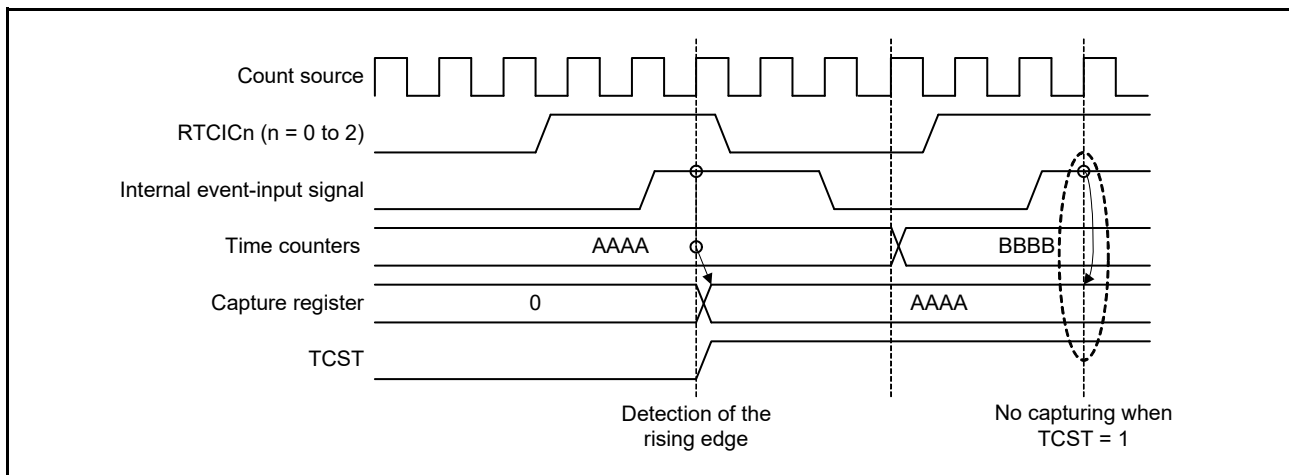 Count source
RTCICn (n = 0 to 2)
Internal event-input signal
Time counters
AAAA
BBBB
Capture register
0
AAAA
TCST
Detection of the
rising edge
No capturing when
TCST = 1